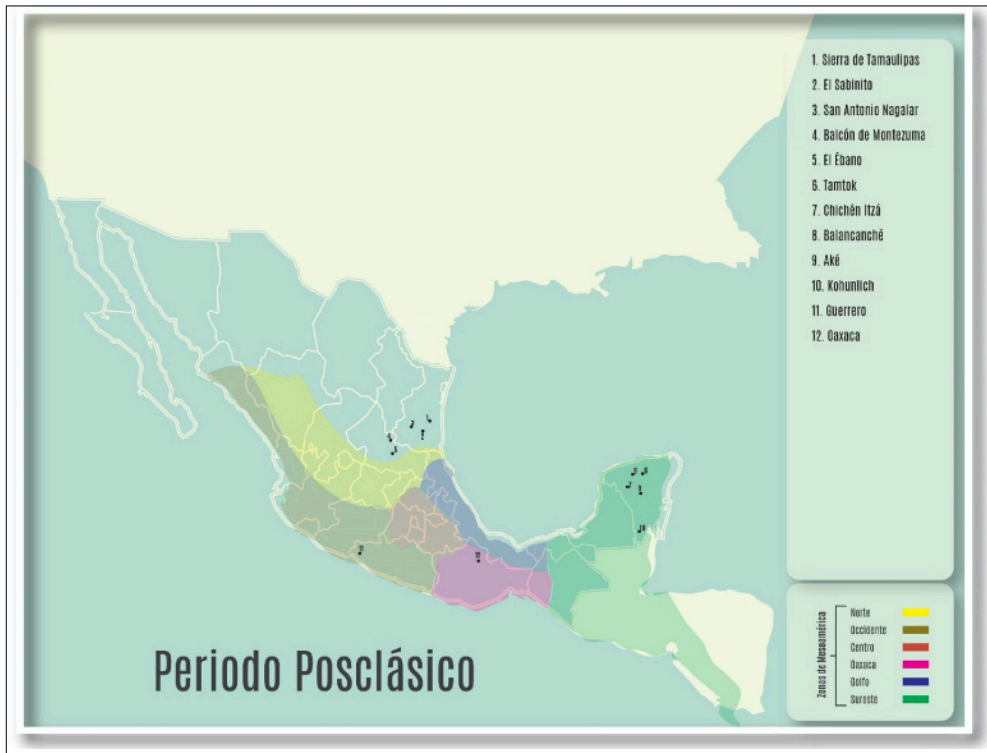 1. Sierra de Tamaulipas
2. El Sabinito
3. San Antonio Nagalar
4. Balcón de Montezuma
5. El Ébano
6. Tamtok
7. Chichén Itzá
8. Balancanché
9. Aké
10. Kohunlich
11. Guerrero
12. Oaxaca
Periodo Posclásico
Zonas de Mesoamérica
Norte
Occidente
Centro
Oaxaca
Golfo
Sureste